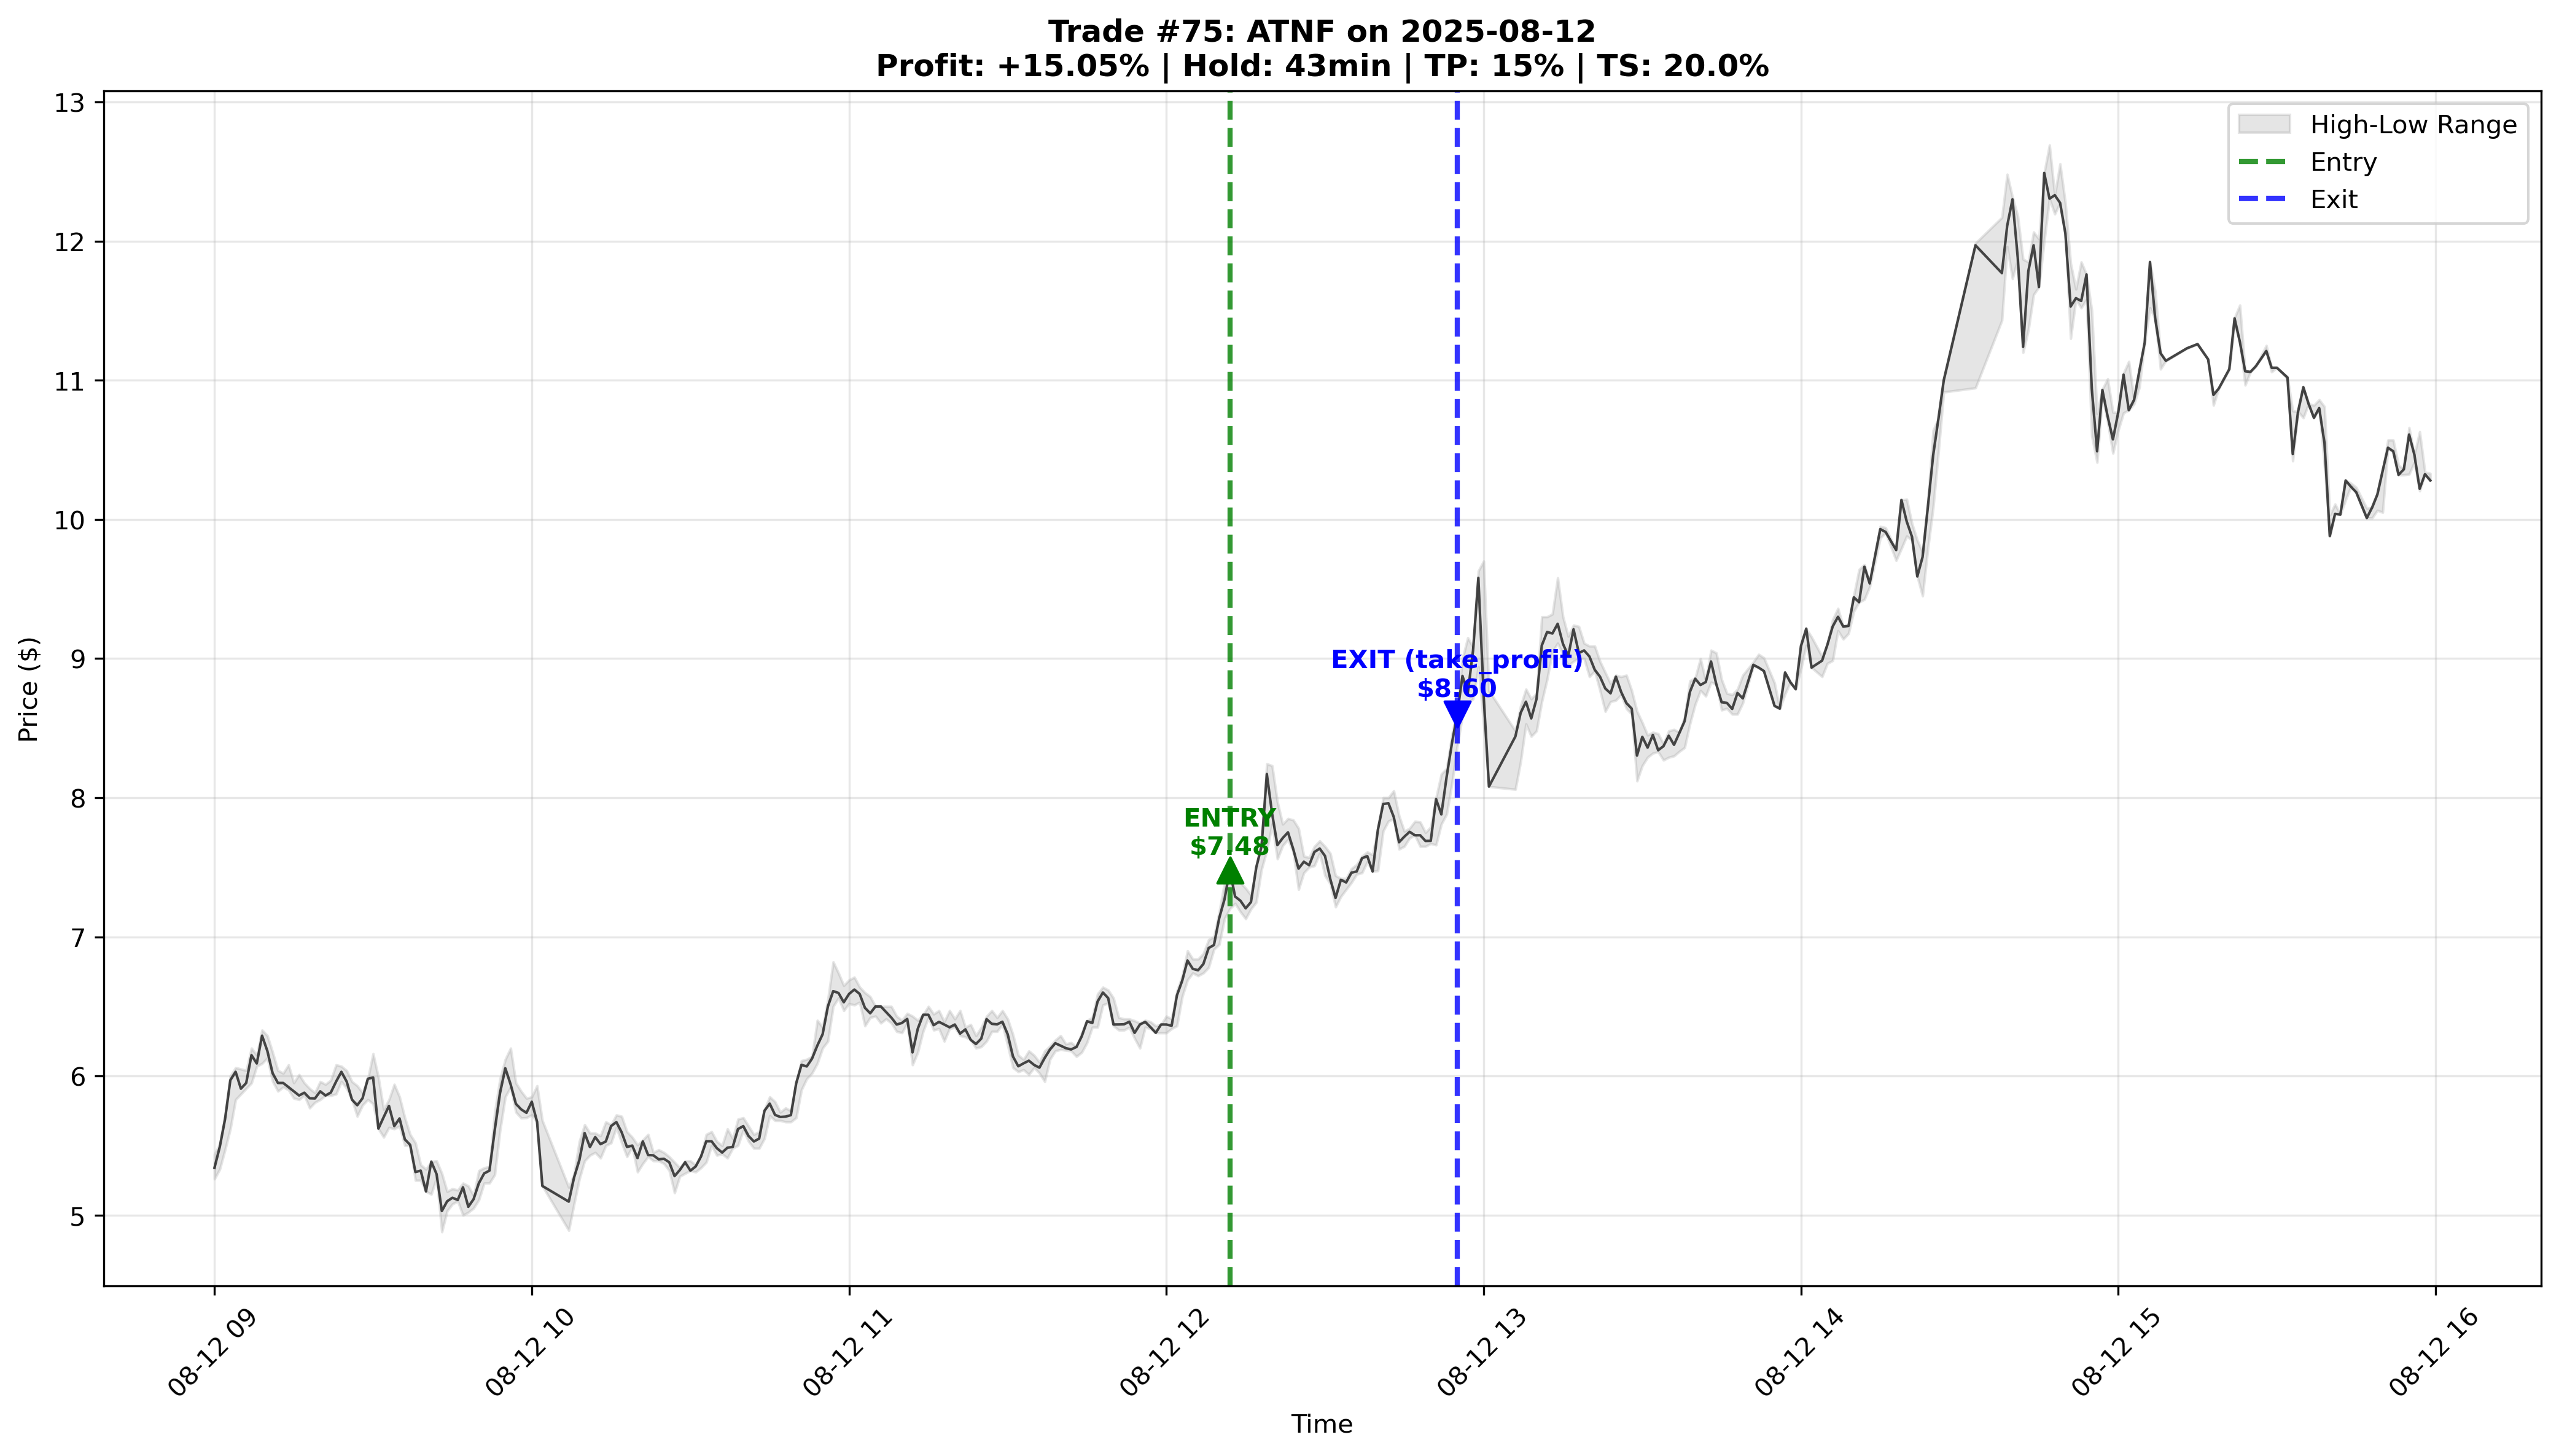 Trade #75: ATNF on 2025-08-12
Profit: +15.05% | Hold: 43min | TP: 15% | TS: 20.0%
High-Low Range
Entry
Exit
Price ($)
13
12
11
10
9
8
7
6
5
EXIT (take_profit)
$8.60
ENTRY
$7.48
08-12 09
08-12 10
08-12 11
08-12 12
08-12 13
08-12 14
08-12 15
08-12 16
Time